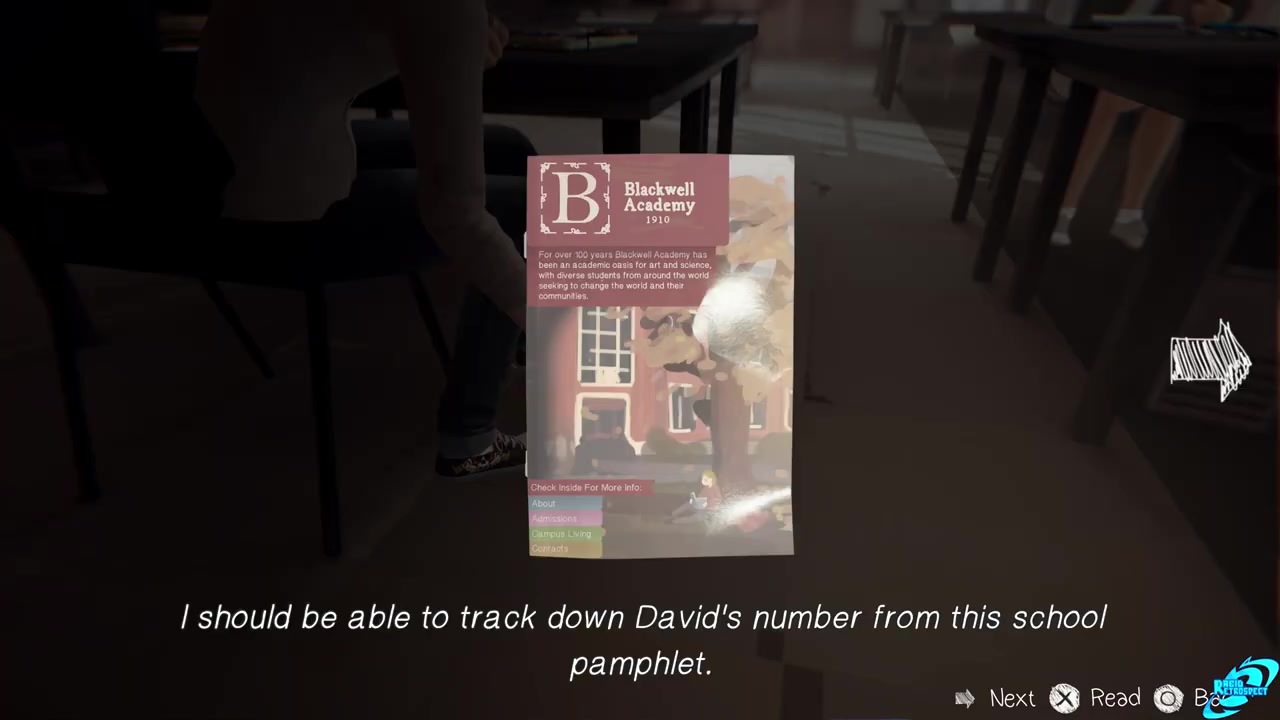 B
Blackwell
Academy
1910
For over 100 years Blackwell Academy has
been an academic oasis for art and science,
with diverse students from around the world
seeking to change the world and their
communities.
Check Inside For More Info:
About
Admissions
Campus Living
Contacts
I should be able to track down David's number from this school
pamphlet.
Next Read
RETROSPECT